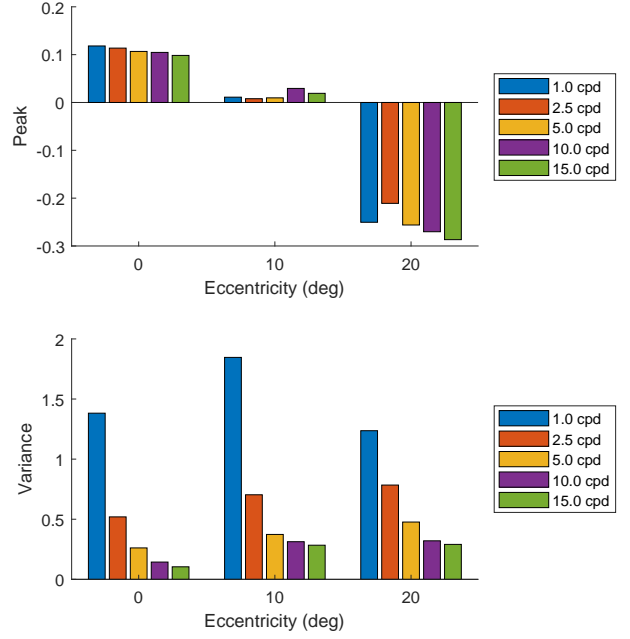 0.2
0.1
0
-0.1
-0.2
-0.3
Peak
0
10
20
Eccentricity (deg)
1.0 cpd
2.5 cpd
5.0 cpd
10.0 cpd
15.0 cpd
2
1.5
1
0.5
0
Variance
0
10
20
Eccentricity (deg)
1.0 cpd
2.5 cpd
5.0 cpd
10.0 cpd
15.0 cpd